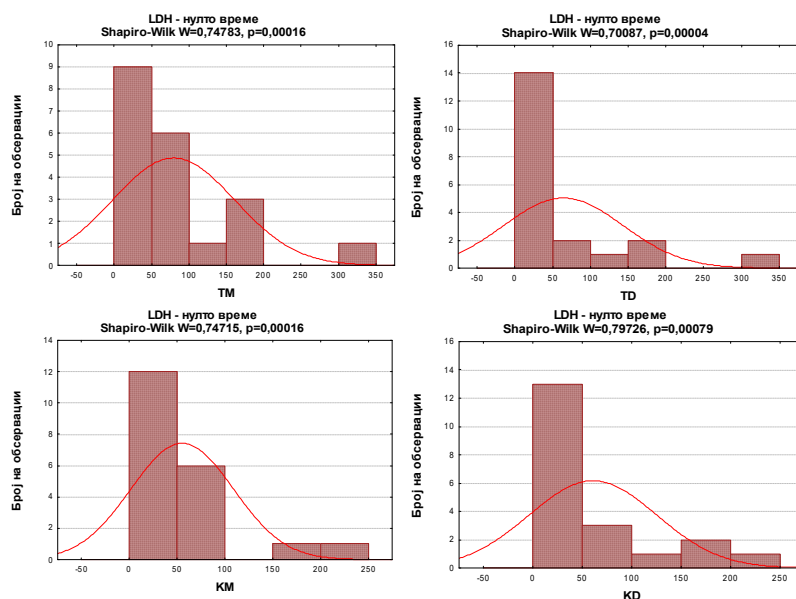 LDH - нулто време
Shapiro-Wilk W=0,74783, p=0,00016
Број на обсервации
10
9
8
7
6
5
4
3
2
1
0
-50 0 50 100 150 200 250 300 350
TM
LDH - нулто време
Shapiro-Wilk W=0,70087, p=0,00004
Број на обсервации
16
14
12
10
8
6
4
2
0
-50 0 50 100 150 200 250 300 350
TD
LDH - нулто време
Shapiro-Wilk W=0,74715, p=0,00016
Број на обсервации
14
12
10
8
6
4
2
0
-50 0 50 100 150 200 250
KM
LDH - нулто време
Shapiro-Wilk W=0,79726, p=0,00079
Број на обсервации
16
14
12
10
8
6
4
2
0
-50 0 50 100 150 200 250
KD